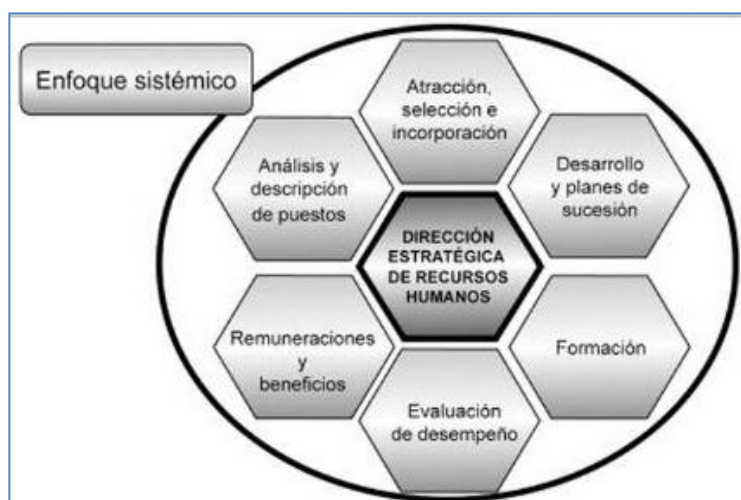 Enfoque sistémico
Atracción,
selección e
incorporación
Análisis y
descripción
de puestos
Desarrollo
y planes de
sucesión
DIRECCIÓN
ESTRATÉGICA
DE RECURSOS
HUMANOS
Remuneraciones
y
beneficios
Formación
Evaluación
de desempeño